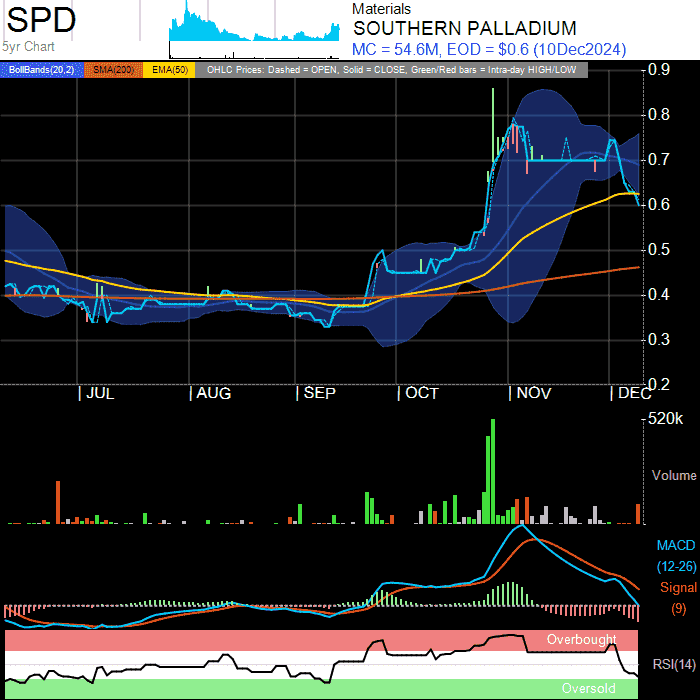 SPD
5yr Chart
Materials
SOUTHERN PALLADIUM
MC = 54.6M, EOD = $0.6 (10Dec2024)
BollBands(20,2) SMA(200) EMA(50) OHLC Prices: Dashed = OPEN, Solid = CLOSE, Green/Red bars = Intra-day HIGH/LOW
0.9
0.8
0.7
0.6
0.5
0.4
0.3
0.2
JUL AUG SEP OCT NOV DEC
520k
Volume
MACD
(12-26)
Signal
(9)
Overbought
RSI(14)
Oversold